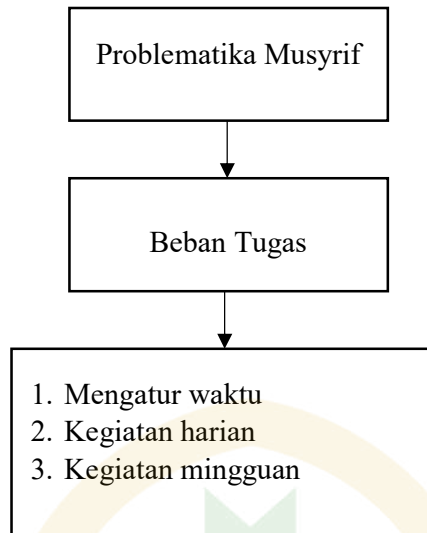 Problematika Musyrif
Beban Tugas
1. Mengatur waktu
2. Kegiatan harian
3. Kegiatan mingguan